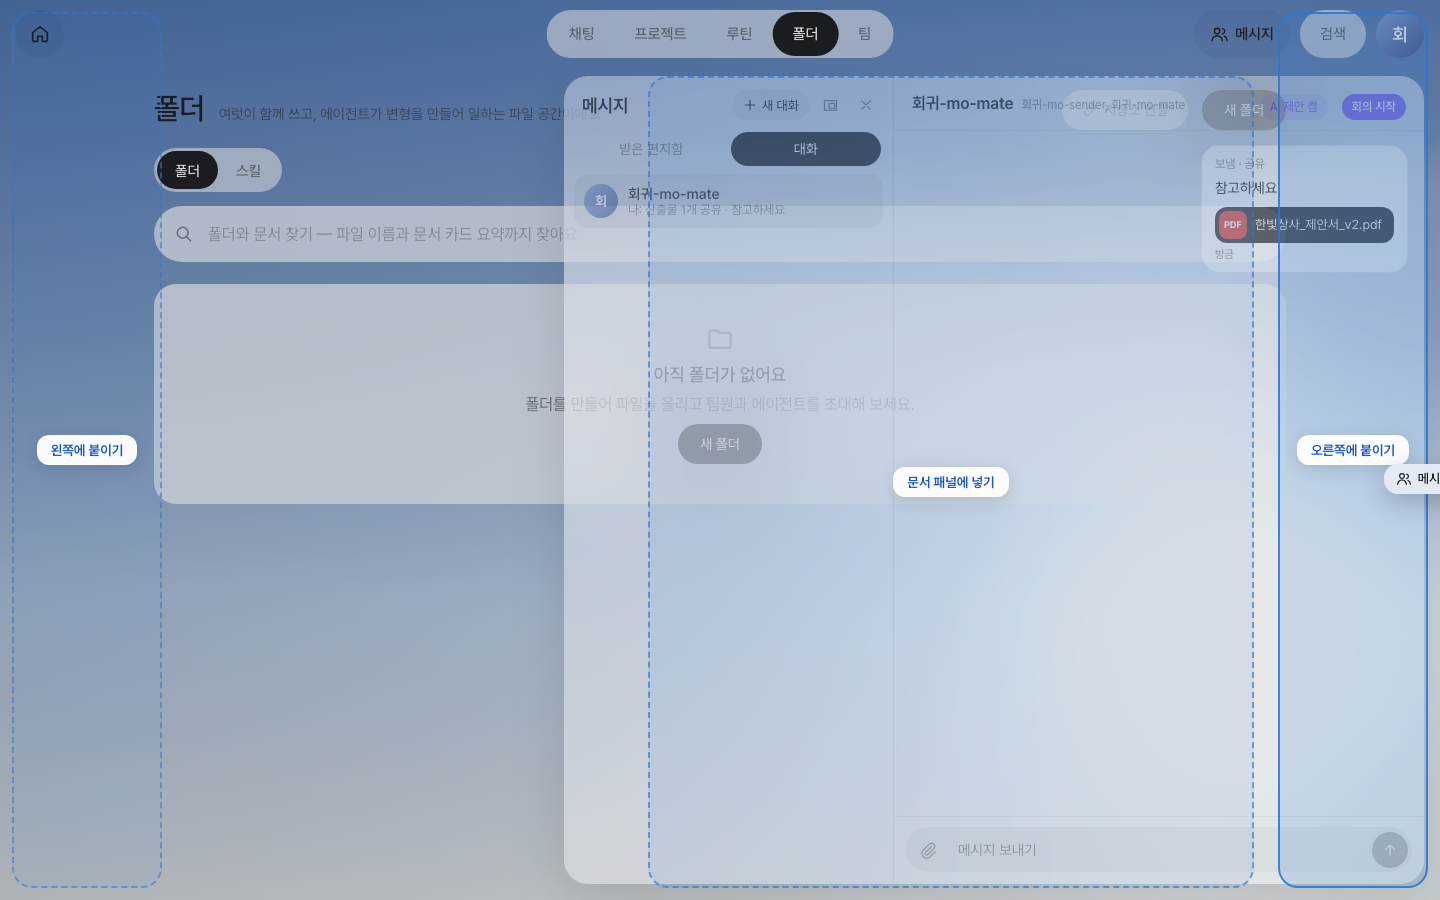 채팅 프로젝트 루틴 폴더 팀
메시지 검색 회
폴더 여럿이 함께 쓰고, 에이전트가 변형을 만들어 일하는 파일 공간이에요
폴더 스킬
폴더와 문서 찾기 — 파일 이름과 문서 카드 요약까지 찾아요
아직 폴더가 없어요
폴더를 만들어 파일을 올리고 팀원과 에이전트를 초대해 보세요.
새 폴더
메시지 + 새 대화
받은 편지함 대화
회 회귀-mo-mate
나: 산출물 1개 공유 · 참고하세요
회귀-mo-mate 회귀-mo-sender, 회귀-mo-mate
새 폴더
제안 켬 회의 시작
보냄 · 공유
참고하세요
PDF 한빛상사_제안서_v2.pdf
방금
왼쪽에 붙이기
문서 패널에 넣기
오른쪽에 붙이기
메시
메시지 보내기